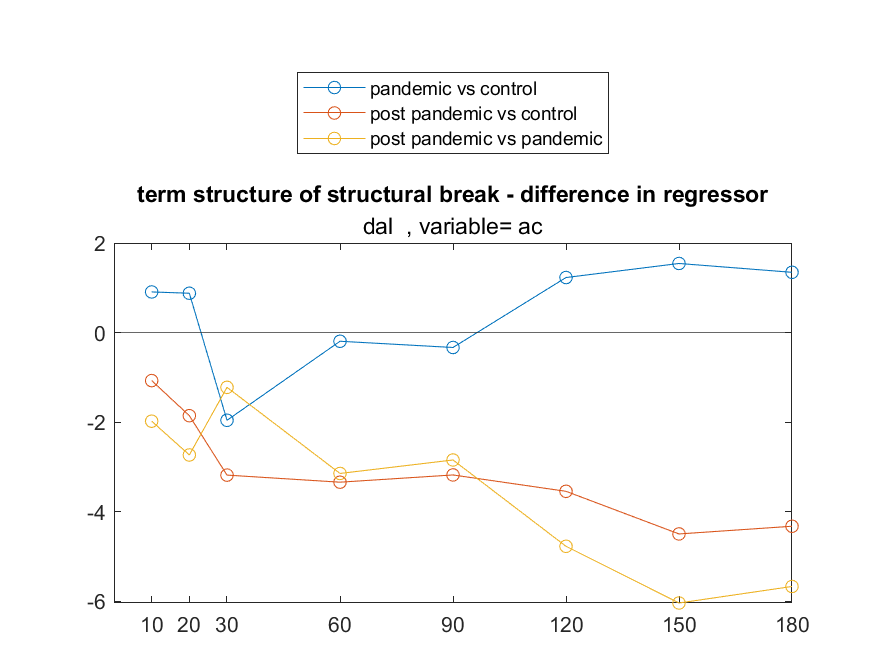 pandemic vs control
post pandemic vs control
post pandemic vs pandemic
term structure of structural break - difference in regressor
dal , variable= ac
2
0
-2
-4
-6
10 20 30 60 90 120 150 180